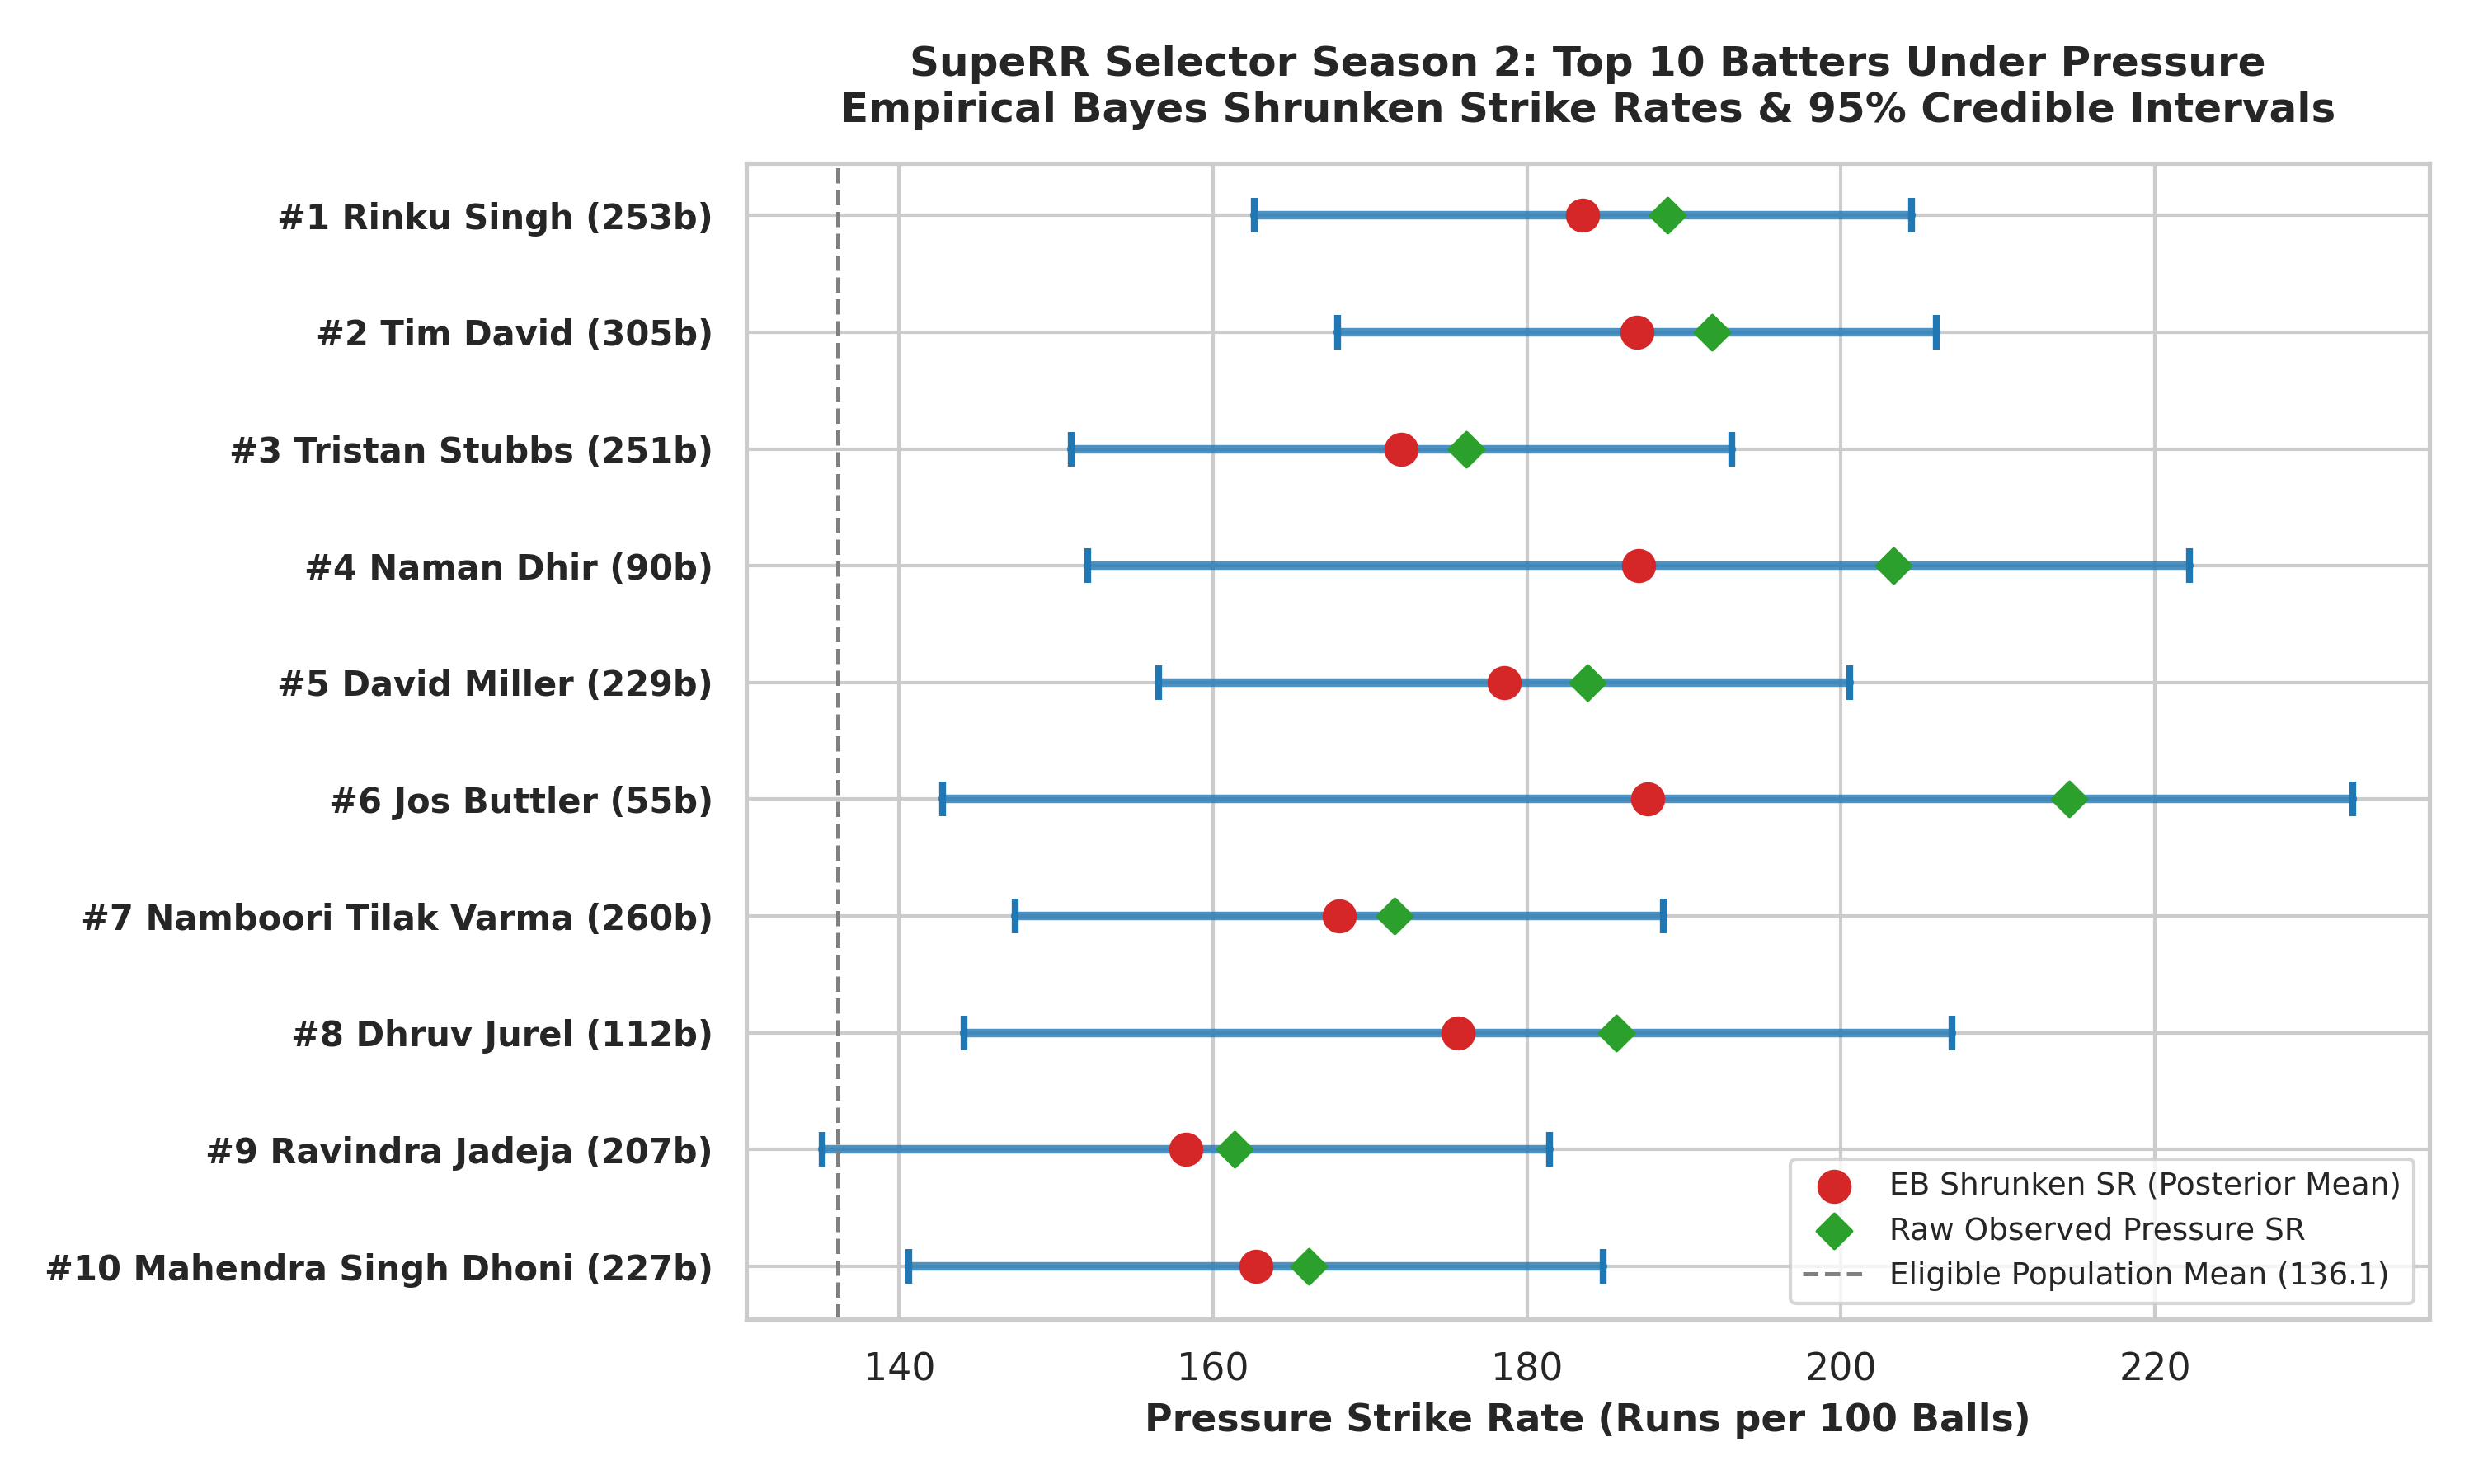 SupeRR Selector Season 2: Top 10 Batters Under Pressure
Empirical Bayes Shrunken Strike Rates & 95% Credible Intervals
#1 Rinku Singh (253b)
#2 Tim David (305b)
#3 Tristan Stubbs (251b)
#4 Naman Dhir (90b)
#5 David Miller (229b)
#6 Jos Buttler (55b)
#7 Namboori Tilak Varma (260b)
#8 Dhruv Jurel (112b)
#9 Ravindra Jadeja (207b)
#10 Mahendra Singh Dhoni (227b)
EB Shrunken SR (Posterior Mean)
Raw Observed Pressure SR
Eligible Population Mean (136.1)
140 160 180 200 220
Pressure Strike Rate (Runs per 100 Balls)